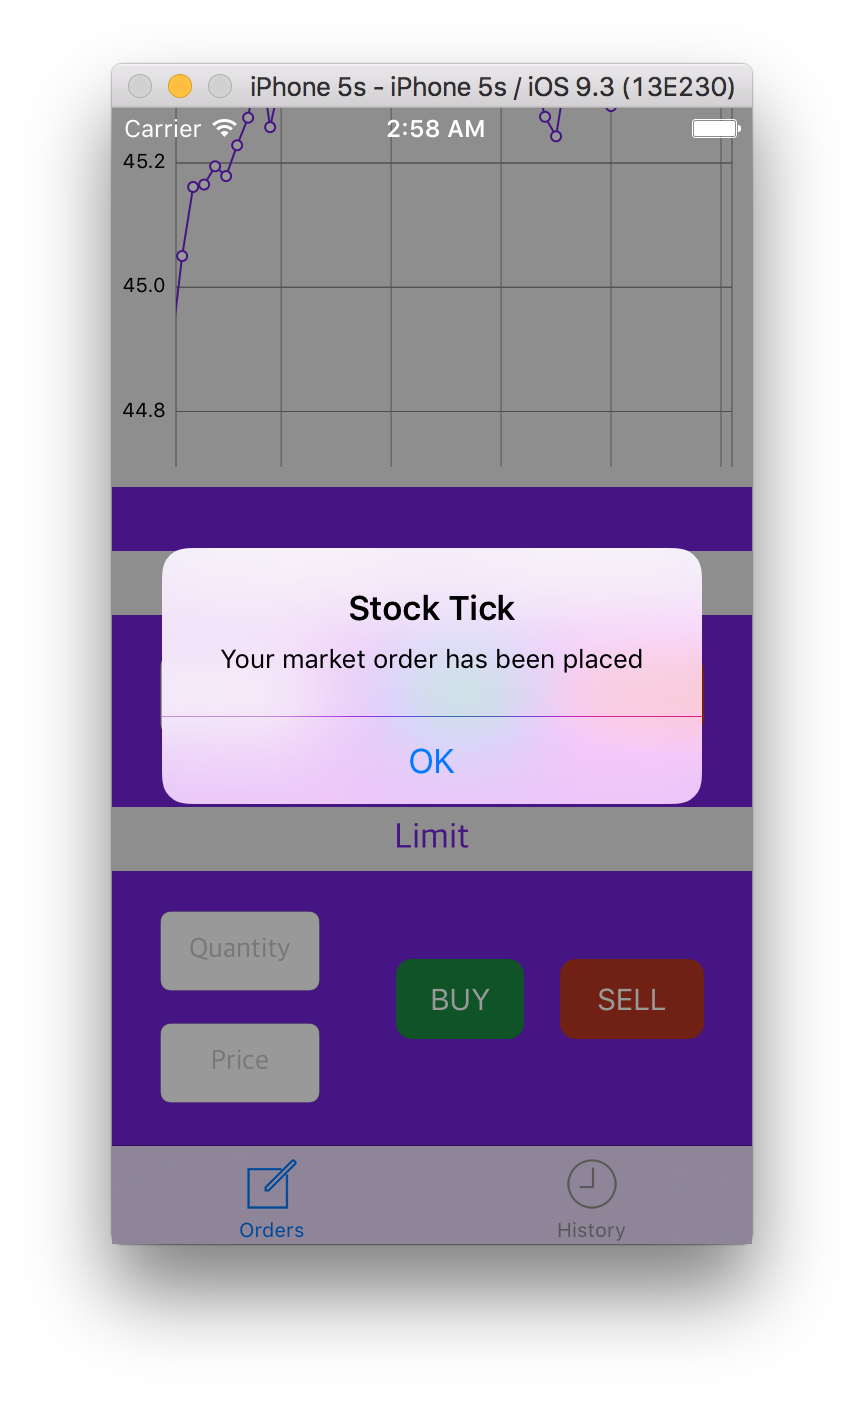 iPhone 5s - iPhone 5s / iOS 9.3 (13E230)
Carrier 2:58 AM
45.2
45.0
44.8
Stock Tick
Your market order has been placed
OK
Limit
Quantity
BUY SELL
Price
Orders History